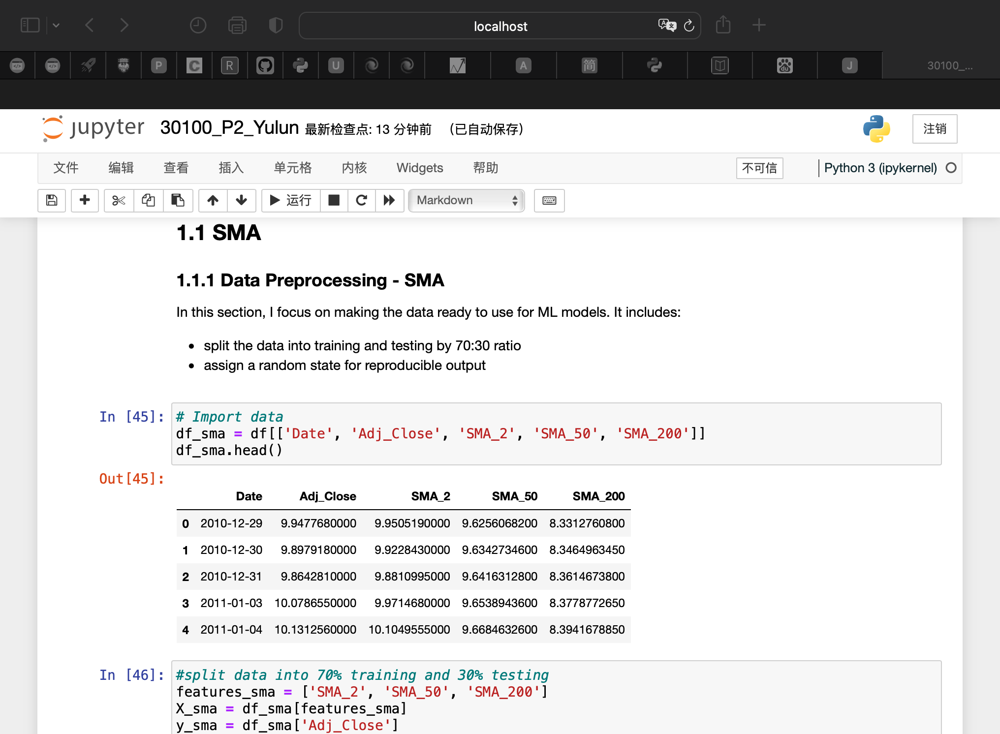 localhost
P
C
R
U
A
简
du
J
30100_...
jupyter 30100_P2_Yulun 最新检查点: 13 分钟前 (已自动保存)
注销
文件 编辑 查看 插入 单元格 内核 Widgets 帮助 不可信 Python 3 (ipykernel)
运行 Markdown
1.1 SMA
1.1.1 Data Preprocessing - SMA
In this section, I focus on making the data ready to use for ML models. It includes:
• split the data into training and testing by 70:30 ratio
• assign a random state for reproducible output
In [45]: # Import data
df_sma = df[['Date', 'Adj_Close', 'SMA_2', 'SMA_50', 'SMA_200']]
df_sma.head()
Out[45]:
Date Adj_Close SMA_2 SMA_50 SMA_200
0 2010-12-29 9.9477680000 9.9505190000 9.6256068200 8.3312760800
1 2010-12-30 9.8979180000 9.9228430000 9.6342734600 8.3464963450
2 2010-12-31 9.8642810000 9.8810995000 9.6416312800 8.3614673800
3 2011-01-03 10.0786550000 9.9714680000 9.6538943600 8.3778772650
4 2011-01-04 10.1312560000 10.1049555000 9.6684632600 8.3941678850
In [46]: #split data into 70% training and 30% testing
features_sma = ['SMA_2', 'SMA_50', 'SMA_200']
X_sma = df_sma[features_sma]
y_sma = df_sma['Adj_Close']